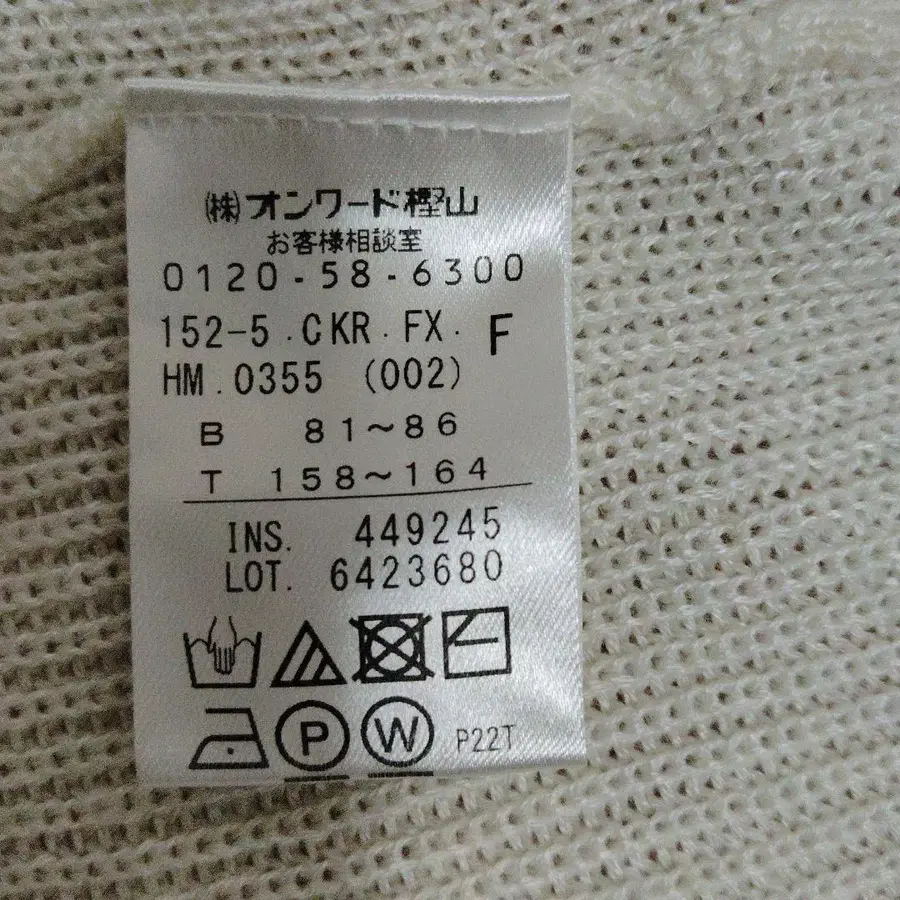 ㈱オンワード樫山
お客様相談室
0120-58-6300
152-5.CKR.FX. F
HM.0355 (002)
B 81~86
T 158~164
INS. 449245
LOT. 6423680
P W P22T